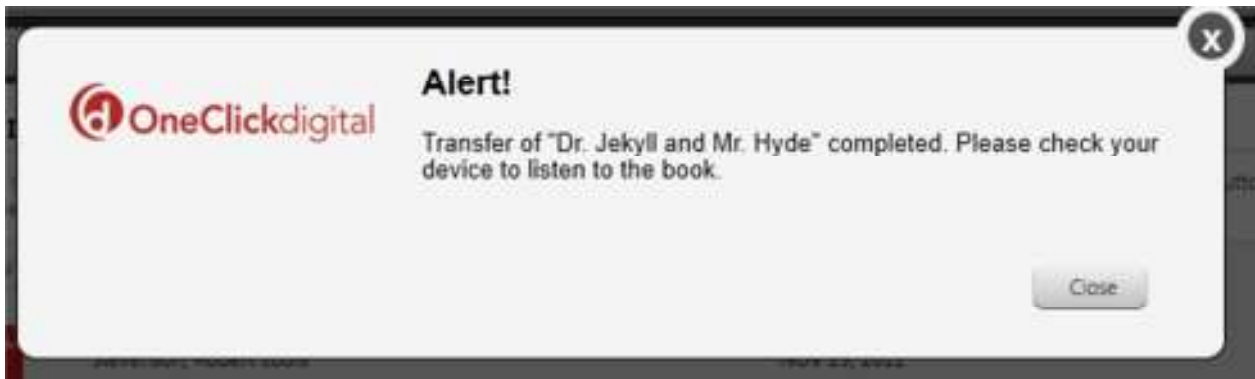 Alert!
OneClickdigital
Transfer of "Dr. Jekyll and Mr. Hyde" completed. Please check your
device to listen to the book.
Close